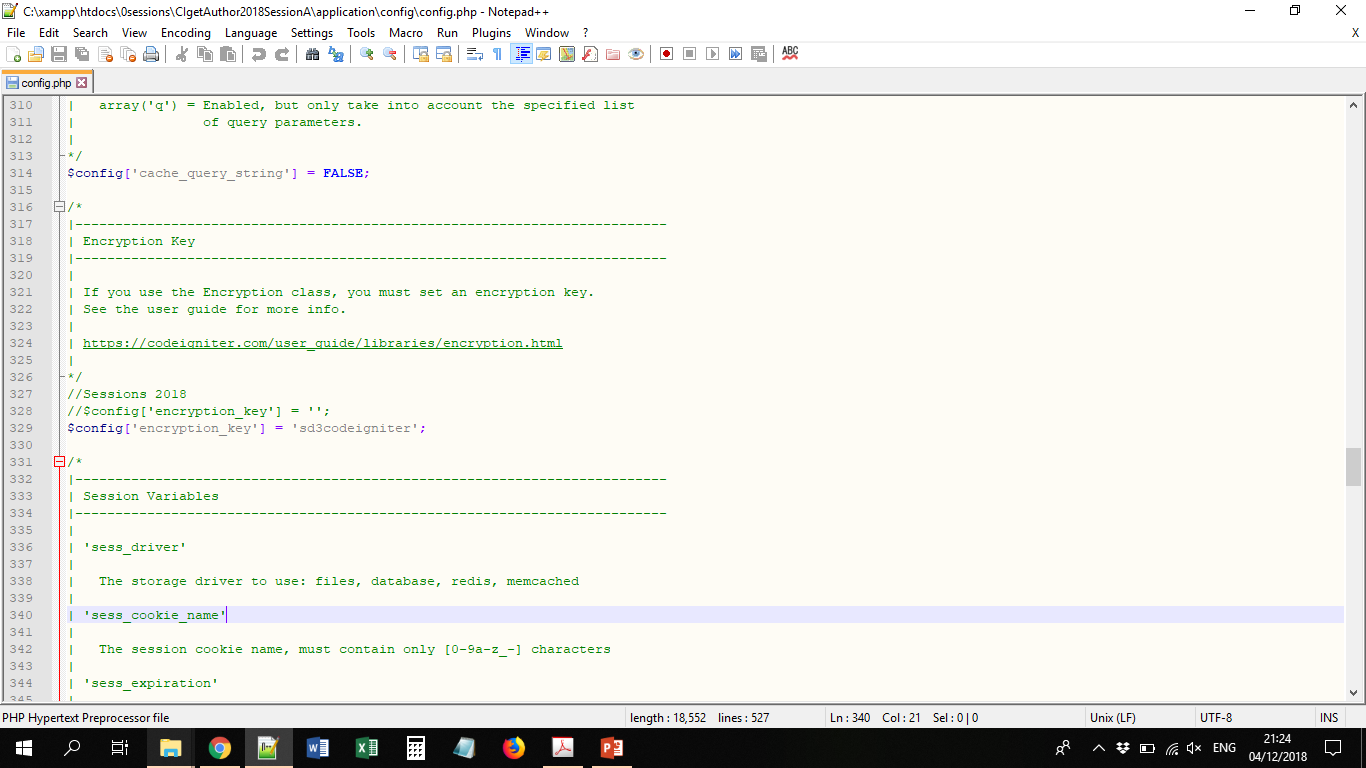 C:\xampp\htdocs\0sessions\CIgetAuthor2018SessionA\application\config\config.php - Notepad++
File Edit Search View Encoding Language Settings Tools Macro Run Plugins Window ? X
ABC
config.php
310 | array('q') = Enabled, but only take into account the specified list
311 | of query parameters.
312 |
313 */
314 $config['cache_query_string'] = FALSE;
315
316 /*
317 |--------------------------------------------------------------------------
318 | Encryption Key
319 |--------------------------------------------------------------------------
320 |
321 | If you use the Encryption class, you must set an encryption key.
322 | See the user guide for more info.
323 |
324 | https://codeigniter.com/user_guide/libraries/encryption.html
325 |
326 */
327 //Sessions 2018
328 //$config['encryption_key'] = '';
329 $config['encryption_key'] = 'sd3codeigniter';
330
331 /*
332 |--------------------------------------------------------------------------
333 | Session Variables
334 |--------------------------------------------------------------------------
335 |
336 | 'sess_driver'
337 |
338 | The storage driver to use: files, database, redis, memcached
339 |
340 | 'sess_cookie_name'
341 |
342 | The session cookie name, must contain only [0-9a-z_-] characters
343 |
344 | 'sess_expiration'
345 |
PHP Hypertext Preprocessor file length : 18,552 lines : 527 Ln : 340 Col : 21 Sel : 0 | 0 Unix (LF) UTF-8 INS
ENG 21:24
04/12/2018